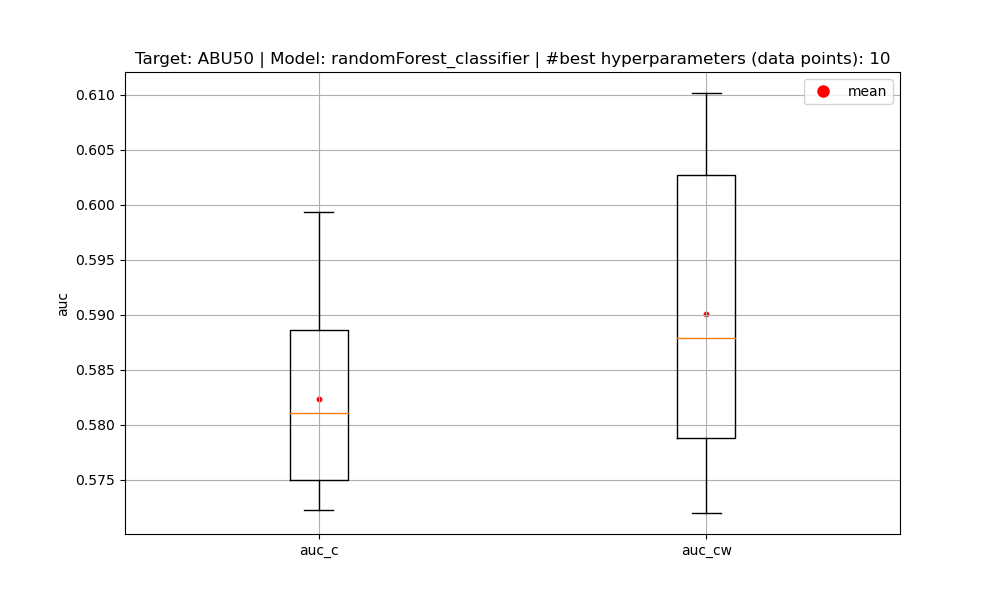 Target: ABU50 | Model: randomForest_classifier | #best hyperparameters (data points): 10
mean
0.610
0.605
0.600
0.595
0.590
0.585
0.580
0.575
auc
auc_c
auc_cw